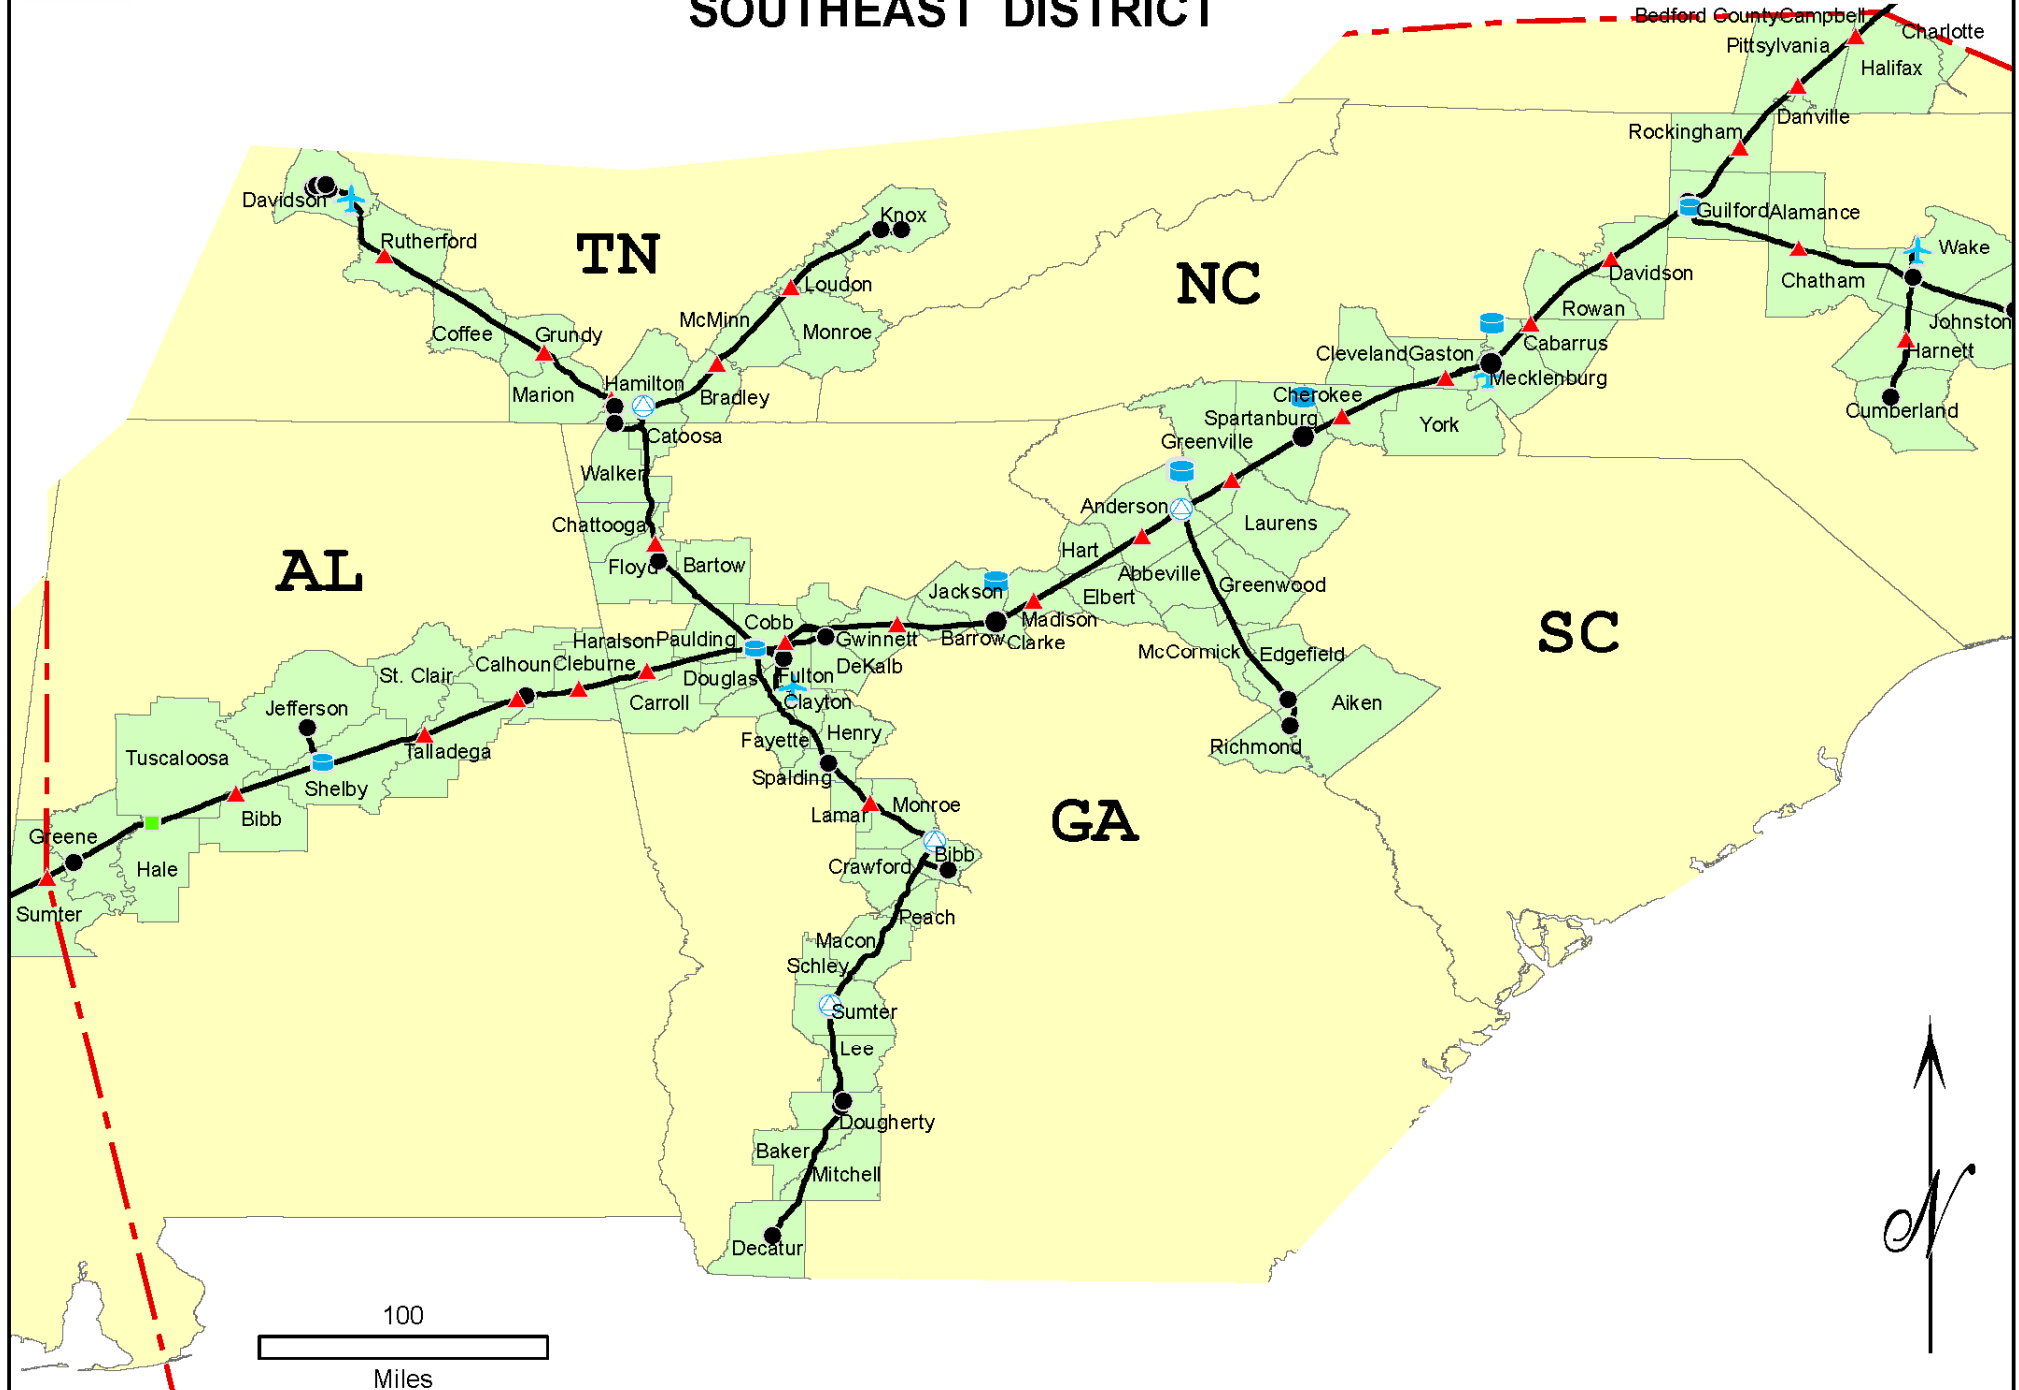 SOUTHEAST DISTRICT
Bedford County
Campbell
Charlotte
Pittsylvania
Halifax
Danville
Rockingham
Davidson
Knox
Guilford
Alamance
Rutherford
TN
Wake
NC
Davidson
Chatham
Loudon
Rowan
McMinn
Monroe
Johnston
Coffee
Grundy
Cleveland
Gaston
Cabarrus
Harnett
Hamilton
Mecklenburg
Marion
Bradley
Cherokee
Cumberland
Spartanburg
York
Catoosa
Greenville
Walker
Anderson
Chattooga
Laurens
Hart
AL
Floyd
Bartow
Abbeville
Greenwood
Jackson
Elbert
Madison
Cobb
SC
Haralson
Paulding
Gwinnett
Barrow
Clarke
McCormick
Edgefield
Calhoun
Cleburne
DeKalb
St. Clair
Douglas
Fulton
Carroll
Clayton
Aiken
Jefferson
Henry
Fayette
Richmond
Talladega
Tuscaloosa
Spalding
Shelby
Monroe
Lamar
GA
Bibb
Greene
Bibb
Crawford
Hale
Sumter
Peach
Macon
Schley
Sumter
Lee
Dougherty
Baker
Mitchell
N
Decatur
100
Miles